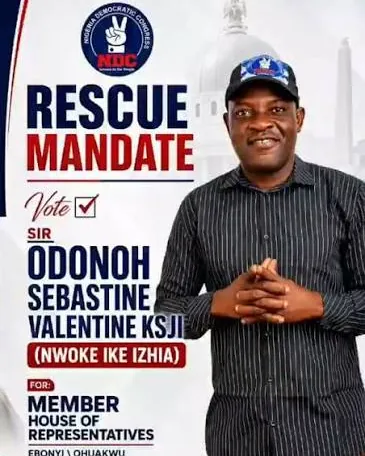 NIGERIA DEMOCRATIC CONGRESS
NDC
RESCUE
MANDATE
Vote
SIR
ODONOH
SEBASTINE
VALENTINE KSJI
(NWOKE IKE IZHIA)
FOR:
MEMBER
HOUSE OF
REPRESENTATIVES
EBONYI \ OHUAKWU